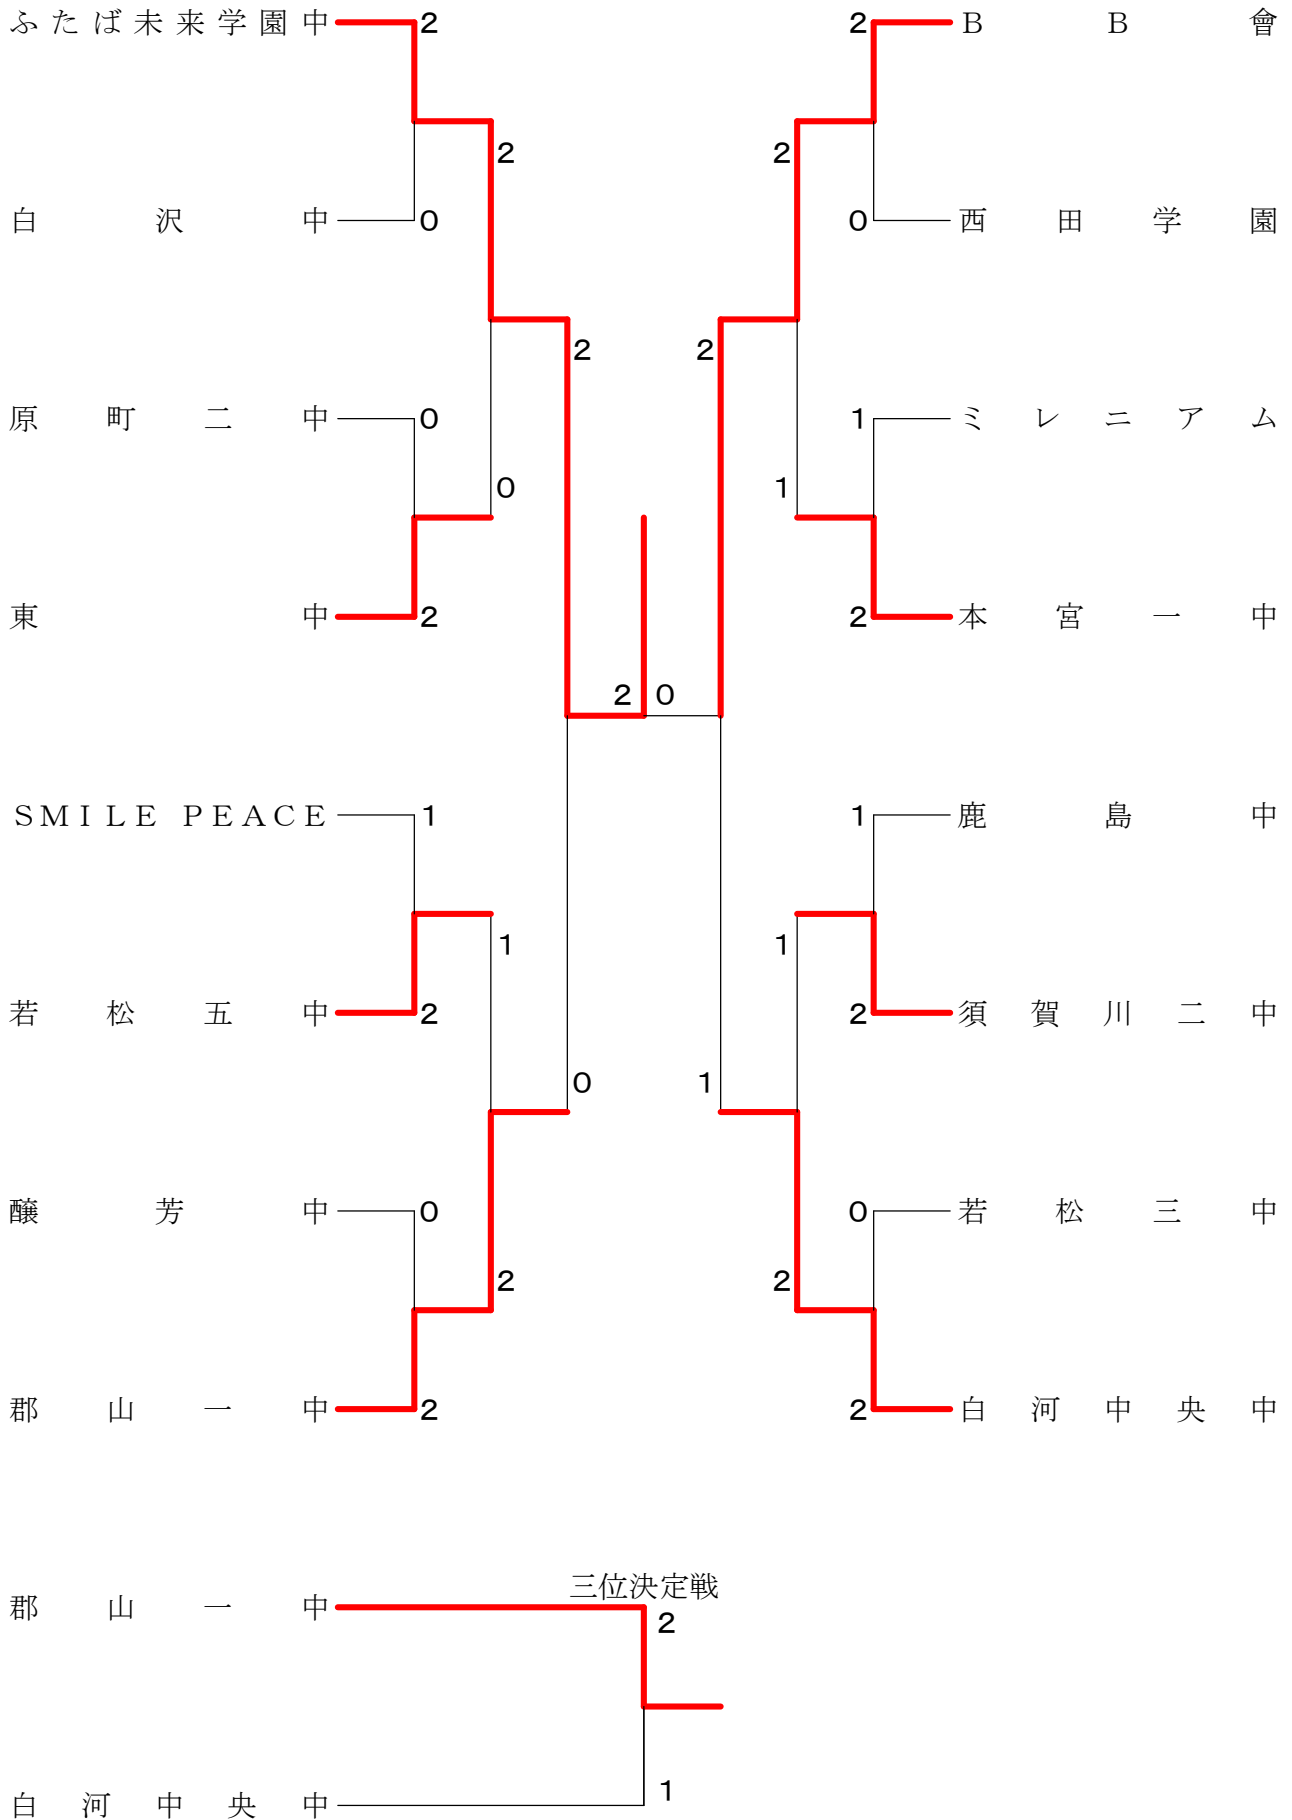 ふたば未来学園中 2 2 BB會
2 2
白沢中 0 0 西田学園
2 2
原町二中 0 1 ミレニアム
0 1
東中 2 2 本宮一中
2 0
SMILE PEACE 1 1 鹿島中
1 1
若松五中 2 2 須賀川二中
0 1
醸芳中 0 0 若松三中
2 2
郡山一中 2 2 白河中央中
三位決定戦
郡山一中 2
白河中央中 1